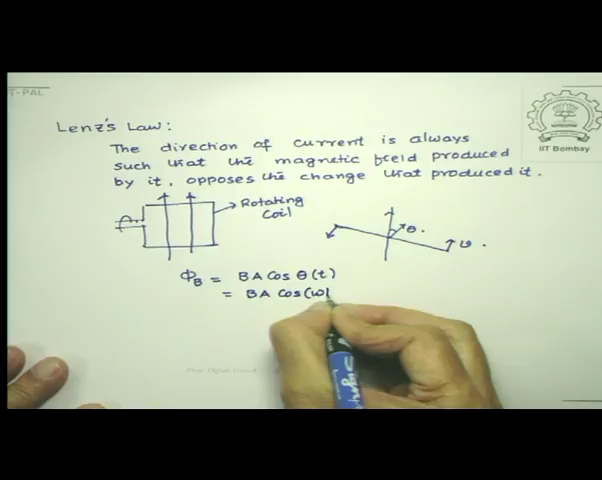 T-PAL
Lenz's Law:
The direction of current is always
such that the magnetic field produced
by it, opposes the change that produced it.
IIT Bombay
Rotating
Coil
θ.
v.
Φ_B = BA Cos θ(t)
= BA Cos(ω